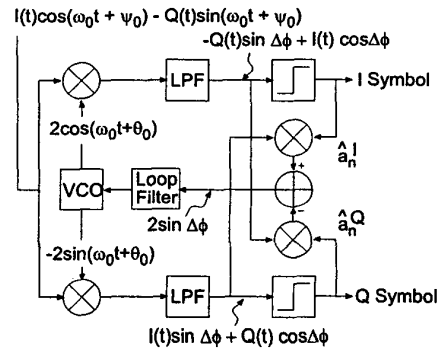 I(t)cos(ω₀t + ψ₀) - Q(t)sin(ω₀t + ψ₀)
-Q(t)sin Δϕ + I(t) cosΔϕ
LPF
I Symbol
2cos(ω₀t+θ₀)
â_n^I
+
VCO
Loop
Filter
2sin Δϕ
-
â_n^Q
-2sin(ω₀t+θ₀)
LPF
Q Symbol
I(t)sin Δϕ + Q(t) cosΔϕ